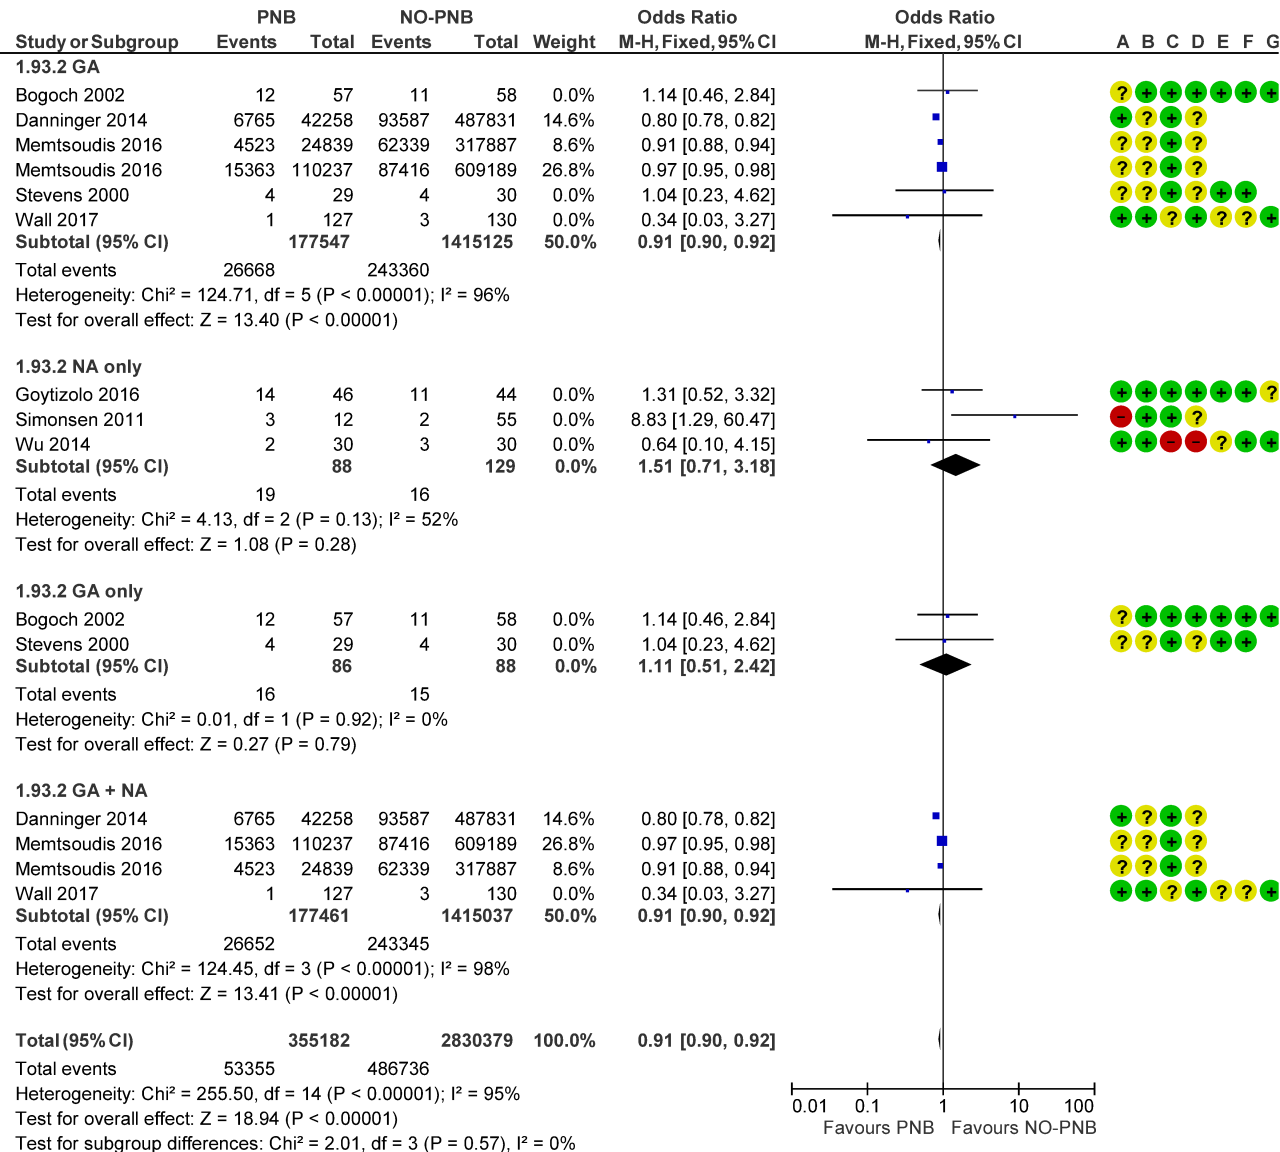 PNB NO-PNB Odds Ratio Odds Ratio
Study or Subgroup Events Total Events Total Weight M-H, Fixed, 95% CI M-H, Fixed, 95% CI A B C D E F G
1.93.2 GA
Bogoch 2002 12 57 11 58 0.0% 1.14 [0.46, 2.84] ? + + + + + +
Danninger 2014 6765 42258 93587 487831 14.6% 0.80 [0.78, 0.82] + ? + ?
Memtsoudis 2016 4523 24839 62339 317887 8.6% 0.91 [0.88, 0.94] ? ? + ?
Memtsoudis 2016 15363 110237 87416 609189 26.8% 0.97 [0.95, 0.98] ? ? + ?
Stevens 2000 4 29 4 30 0.0% 1.04 [0.23, 4.62] ? ? + ? + +
Wall 2017 1 127 3 130 0.0% 0.34 [0.03, 3.27] + + ? + ? ? +
Subtotal (95% CI) 177547 1415125 50.0% 0.91 [0.90, 0.92]
Total events 26668 243360
Heterogeneity: Chi² = 124.71, df = 5 (P < 0.00001); I² = 96%
Test for overall effect: Z = 13.40 (P < 0.00001)
1.93.2 NA only
Goytizolo 2016 14 46 11 44 0.0% 1.31 [0.52, 3.32] + + + + + + ?
Simonsen 2011 3 12 2 55 0.0% 8.83 [1.29, 60.47] - + + ?
Wu 2014 2 30 3 30 0.0% 0.64 [0.10, 4.15] + + - - ? + +
Subtotal (95% CI) 88 129 0.0% 1.51 [0.71, 3.18]
Total events 19 16
Heterogeneity: Chi² = 4.13, df = 2 (P = 0.13); I² = 52%
Test for overall effect: Z = 1.08 (P = 0.28)
1.93.2 GA only
Bogoch 2002 12 57 11 58 0.0% 1.14 [0.46, 2.84] ? + + + + + +
Stevens 2000 4 29 4 30 0.0% 1.04 [0.23, 4.62] ? ? + ? + +
Subtotal (95% CI) 86 88 0.0% 1.11 [0.51, 2.42]
Total events 16 15
Heterogeneity: Chi² = 0.01, df = 1 (P = 0.92); I² = 0%
Test for overall effect: Z = 0.27 (P = 0.79)
1.93.2 GA + NA
Danninger 2014 6765 42258 93587 487831 14.6% 0.80 [0.78, 0.82] + ? + ?
Memtsoudis 2016 15363 110237 87416 609189 26.8% 0.97 [0.95, 0.98] ? ? + ?
Memtsoudis 2016 4523 24839 62339 317887 8.6% 0.91 [0.88, 0.94] ? ? + ?
Wall 2017 1 127 3 130 0.0% 0.34 [0.03, 3.27] + + ? + ? ? +
Subtotal (95% CI) 177461 1415037 50.0% 0.91 [0.90, 0.92]
Total events 26652 243345
Heterogeneity: Chi² = 124.45, df = 3 (P < 0.00001); I² = 98%
Test for overall effect: Z = 13.41 (P < 0.00001)
Total (95% CI) 355182 2830379 100.0% 0.91 [0.90, 0.92]
Total events 53355 486736
Heterogeneity: Chi² = 255.50, df = 14 (P < 0.00001); I² = 95%
Test for overall effect: Z = 18.94 (P < 0.00001)
Test for subgroup differences: Chi² = 2.01, df = 3 (P = 0.57), I² = 0%
0.01 0.1 1 10 100
Favours PNB Favours NO-PNB